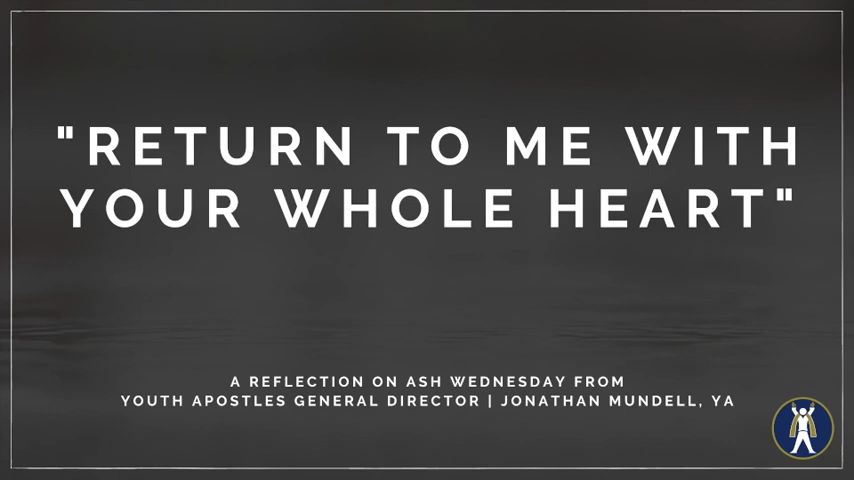 "RETURN TO ME WITH
YOUR WHOLE HEART"
A REFLECTION ON ASH WEDNESDAY FROM
YOUTH APOSTLES GENERAL DIRECTOR | JONATHAN MUNDELL, YA